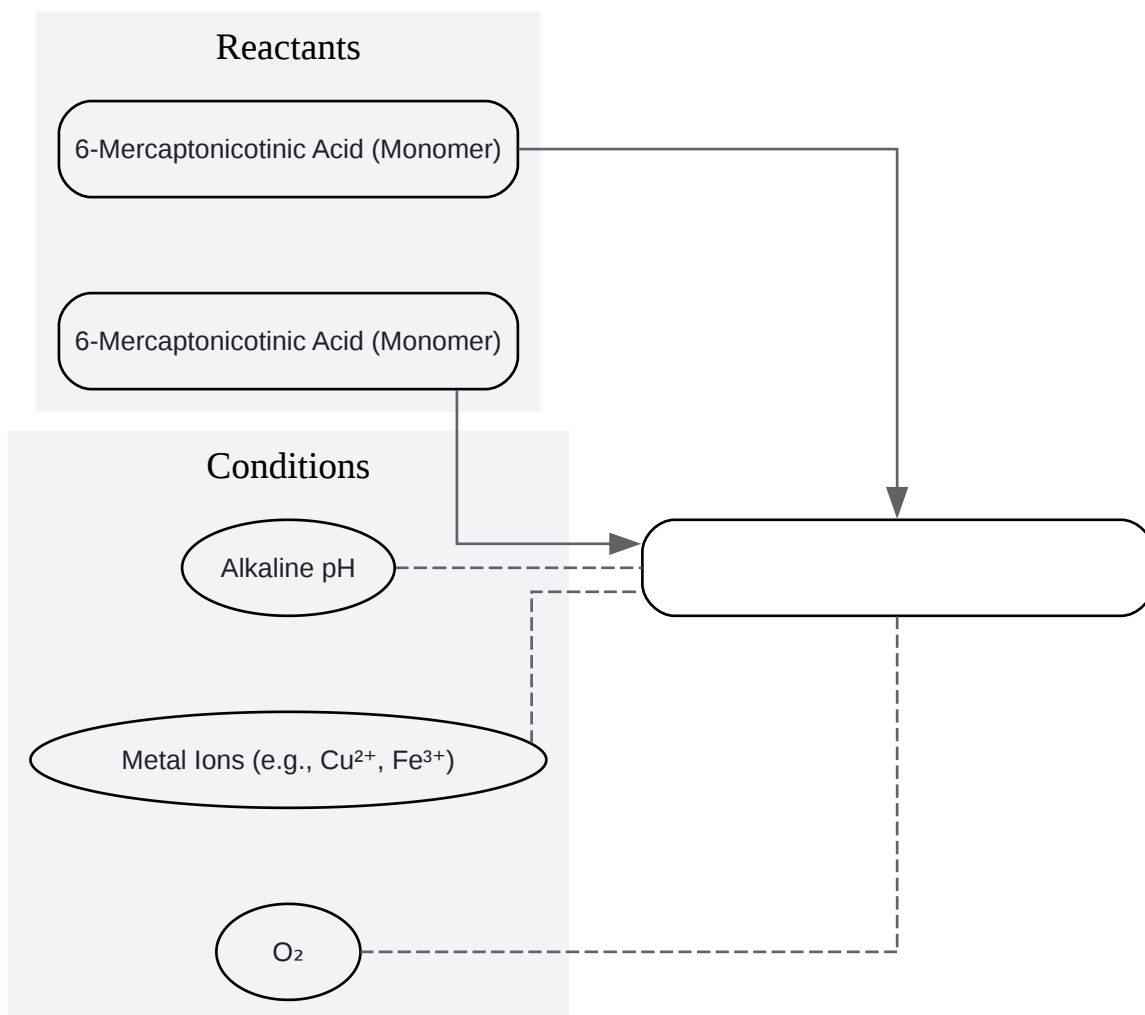 Reactants
6-Mercaptonicotinic Acid (Monomer)
6-Mercaptonicotinic Acid (Monomer)
Conditions
Alkaline pH
Metal Ions (e.g., Cu²⁺, Fe³⁺)
O₂